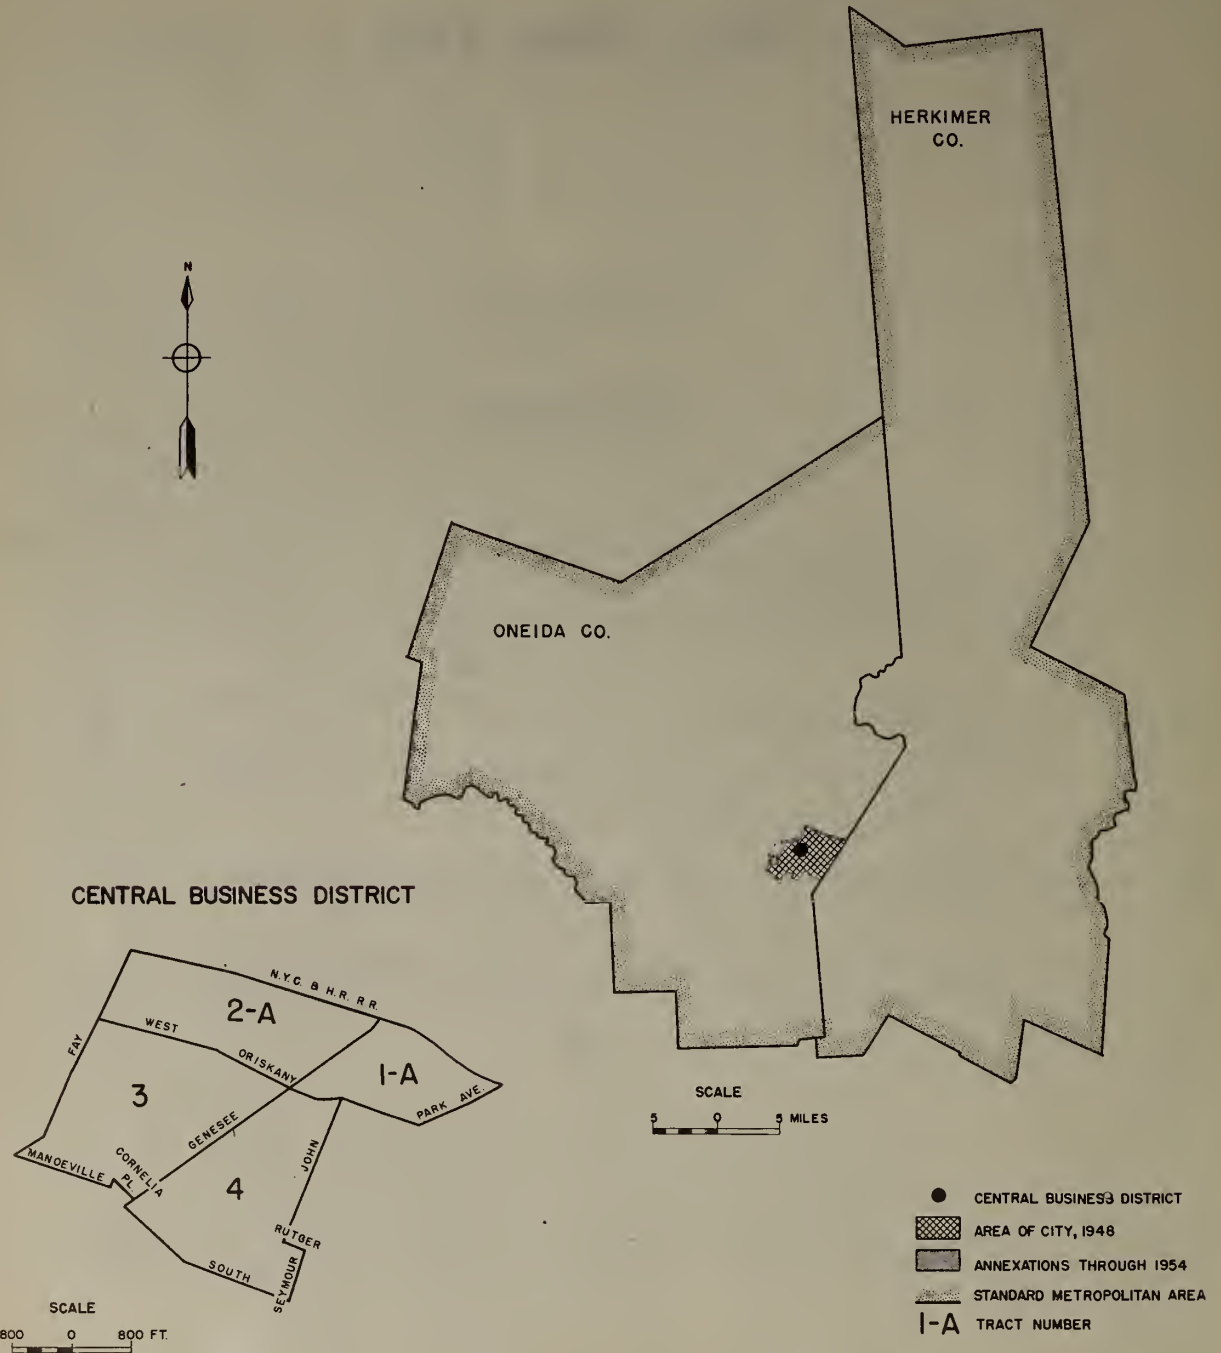 HERKIMER
CO.
N
ONEIDA CO.
CENTRAL BUSINESS DISTRICT
N.Y.C. & H.R. R.R.
2-A
WEST
ORISKANY
FAY
1-A
PARK AVE.
3
GENESEE
JOHN
MANDEVILLE
CORNELIA
PL.
4
RUTGER
SOUTH
SEYMOUR
SCALE
800 0 800 FT.
SCALE
5 0 5 MILES
CENTRAL BUSINESS DISTRICT
AREA OF CITY, 1948
ANNEXATIONS THROUGH 1954
STANDARD METROPOLITAN AREA
1-A TRACT NUMBER